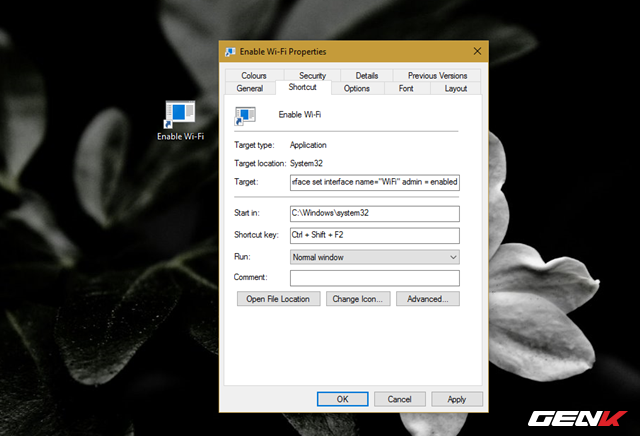 Enable Wi-Fi
Enable Wi-Fi Properties
Colours Security Details Previous Versions
General Shortcut Options Font Layout
Enable Wi-Fi
Target type: Application
Target location: System32
Target: rface set interface name="WiFi" admin = enabled
Start in: C:\Windows\system32
Shortcut key: Ctrl + Shift + F2
Run: Normal window
Comment:
Open File Location Change Icon... Advanced...
OK Cancel Apply
GENK